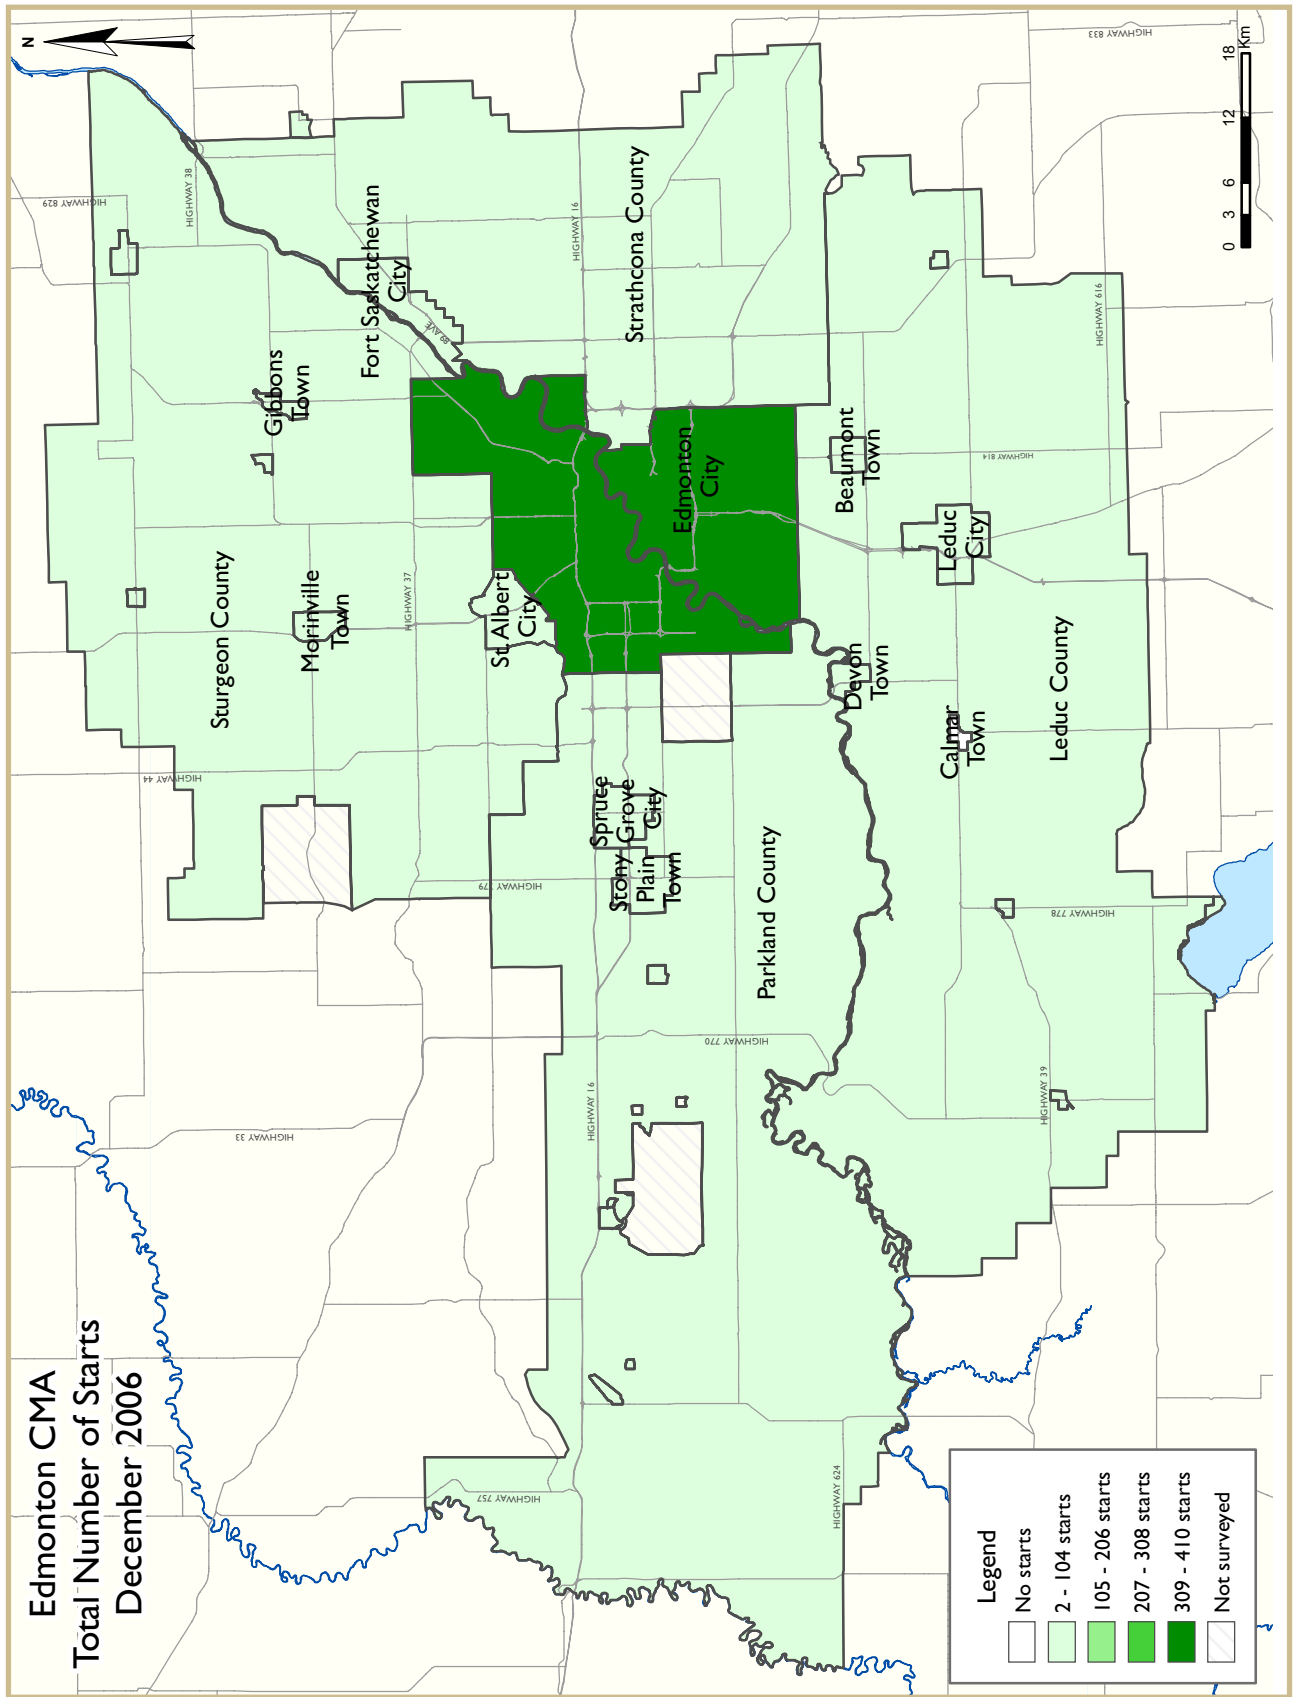 Edmonton CMA
Total Number of Starts
December 2006
N
HIGHWAY 829
HIGHWAY 38
HIGHWAY 44
HIGHWAY 33
HIGHWAY 37
HIGHWAY 779
HIGHWAY 757
HIGHWAY 16
HIGHWAY 16
HIGHWAY 770
HIGHWAY 624
HIGHWAY 814
HIGHWAY 778
HIGHWAY 39
HIGHWAY 616
HIGHWAY 833
89 AVE
Sturgeon County
Gibbons
Town
Morinville
Town
Fort Saskatchewan
City
St. Albert
City
Strathcona County
Edmonton
City
Spruce
Grove
City
Stony
Plain
Town
Parkland County
Beaumont
Town
Devon
Town
Leduc
City
Calmar
Town
Leduc County
Legend
No starts
2 - 104 starts
105 - 206 starts
207 - 308 starts
309 - 410 starts
Not surveyed
0 3 6 12 18
Km